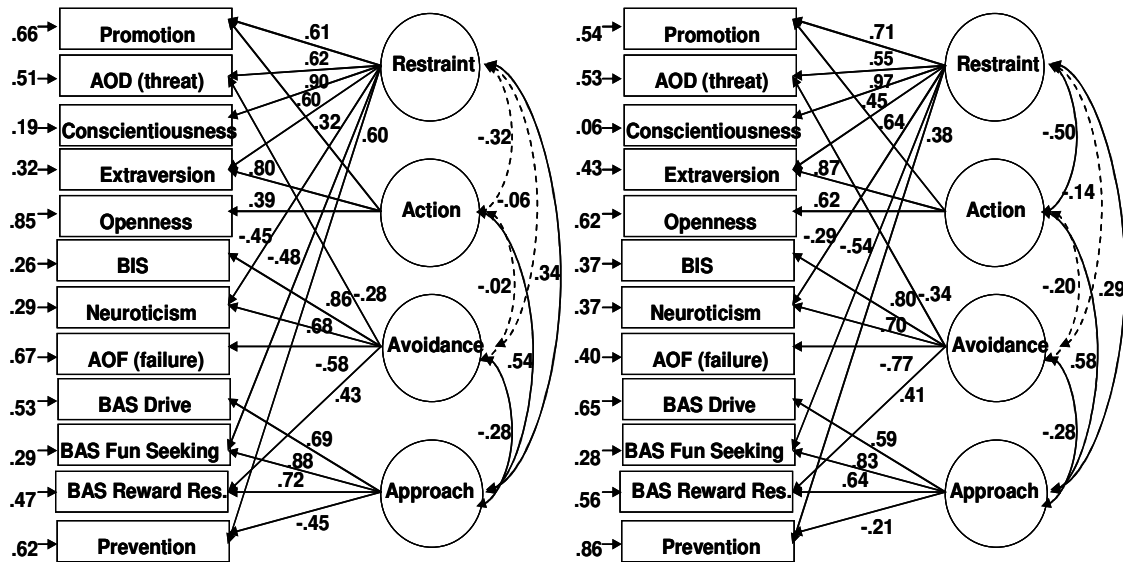 .66 Promotion
.51 AOD (threat)
.19 Conscientiousness
.32 Extraversion
.85 Openness
.26 BIS
.29 Neuroticism
.67 AOF (failure)
.53 BAS Drive
.29 BAS Fun Seeking
.47 BAS Reward Res.
.62 Prevention
.61
.62
.90
.60
.32
.60
.80
.39
-.45
-.48
.86
-.28
.68
-.58
.43
.69
.88
.72
-.45
Restraint
Action
Avoidance
Approach
-.32
-.06
-.02
.34
.54
-.28
.54 Promotion
.53 AOD (threat)
.06 Conscientiousness
.43 Extraversion
.62 Openness
.37 BIS
.37 Neuroticism
.40 AOF (failure)
.65 BAS Drive
.28 BAS Fun Seeking
.56 BAS Reward Res.
.86 Prevention
.71
.55
.97
.45
.64
.38
.87
.62
-.29
-.54
.80
-.34
.70
-.77
.41
.59
.83
.64
-.21
Restraint
Action
Avoidance
Approach
-.50
-.14
-.20
.29
.58
-.28